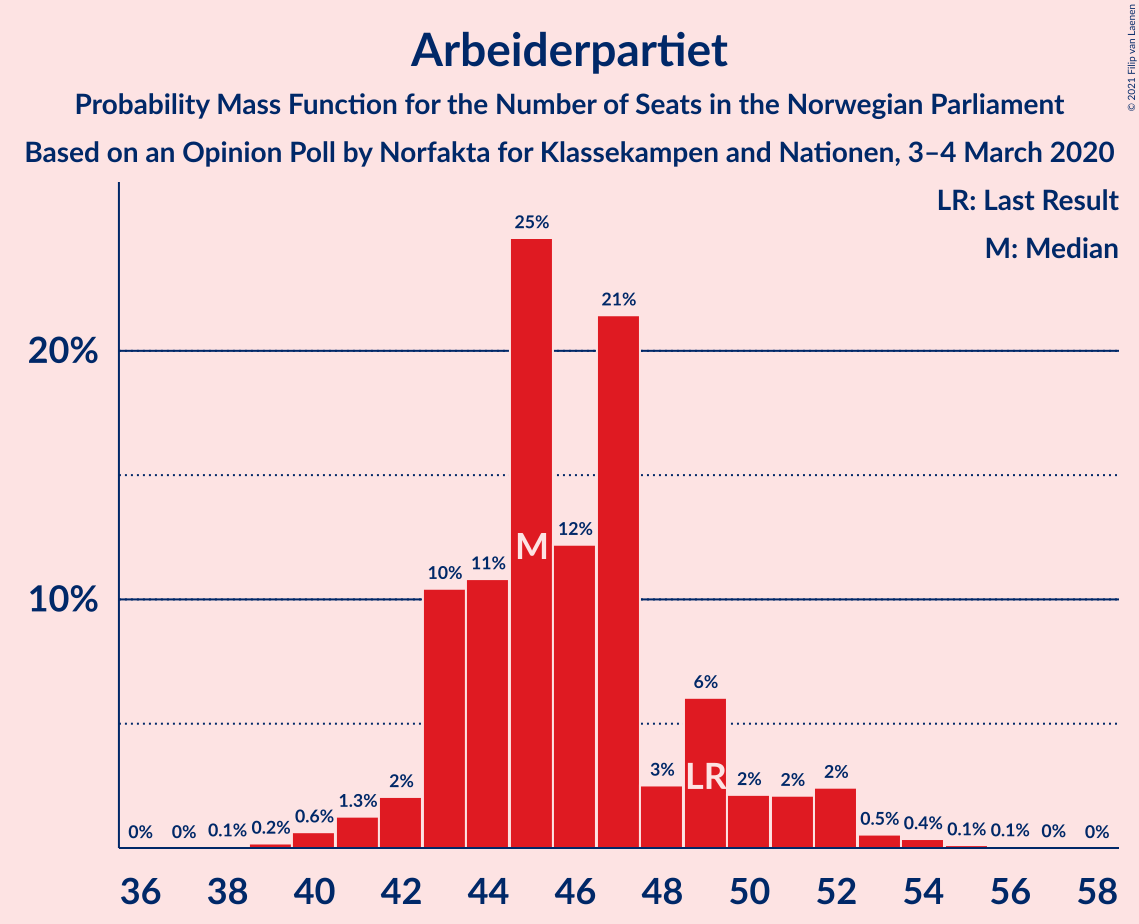 Arbeiderpartiet
Probability Mass Function for the Number of Seats in the Norwegian Parliament
Based on an Opinion Poll by Norfakta for Klassekampen and Nationen, 3–4 March 2020
© 2021 Filip van Laenen
LR: Last Result
M: Median
20%
10%
0%
0%
0.1%
0.2%
0.6%
1.3%
2%
10%
11%
25%
12%
21%
3%
6%
2%
2%
2%
0.5%
0.4%
0.1%
0.1%
0%
0%
M
LR
36 38 40 42 44 46 48 50 52 54 56 58